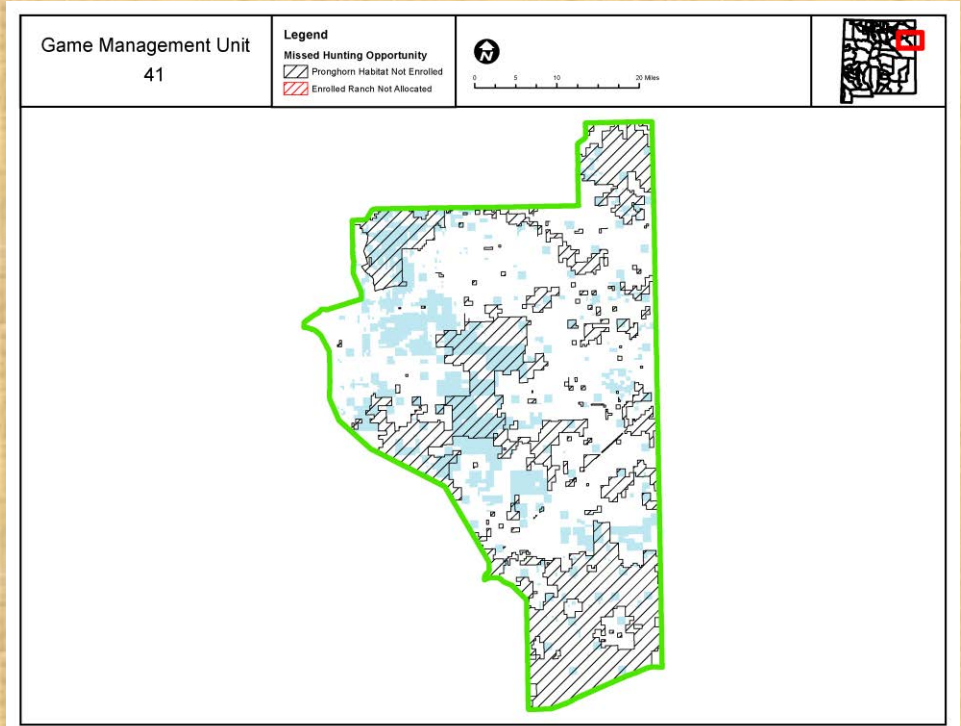 Game Management Unit
41
Legend
Missed Hunting Opportunity
Pronghorn Habitat Not Enrolled
Enrolled Ranch Not Allocated
N
0 5 10 20 Miles